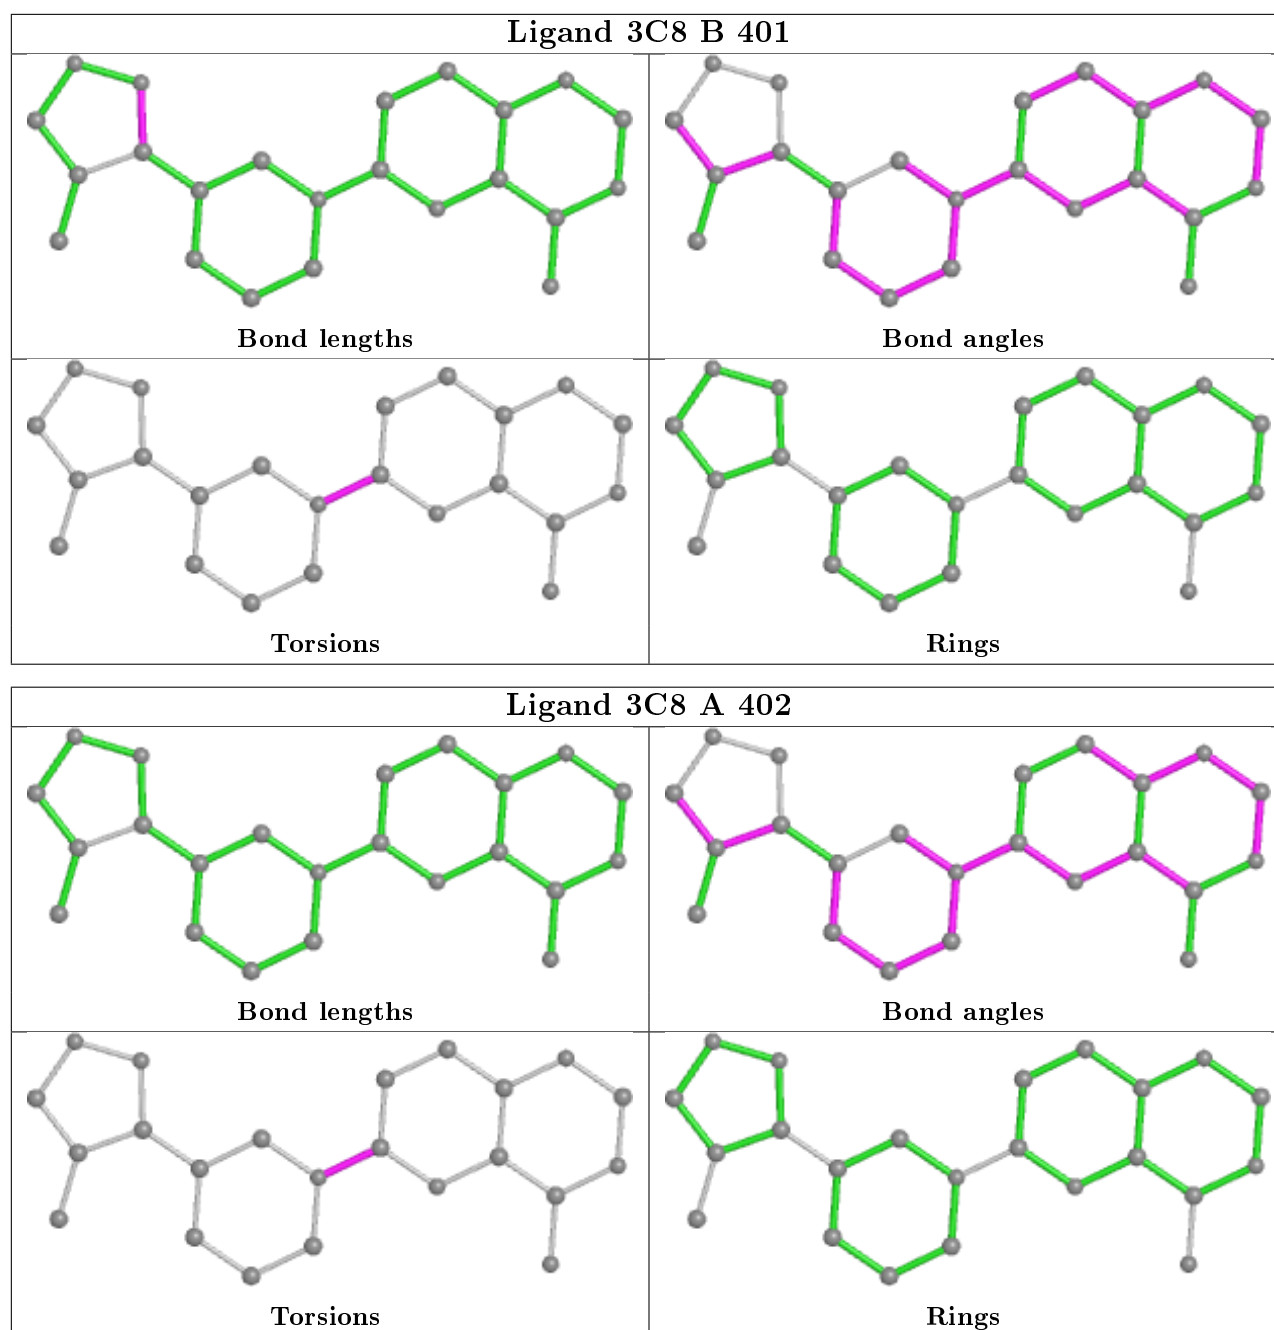 Ligand 3C8 B 401
Bond lengths
Bond angles
Torsions
Rings
Ligand 3C8 A 402
Bond lengths
Bond angles
Torsions
Rings